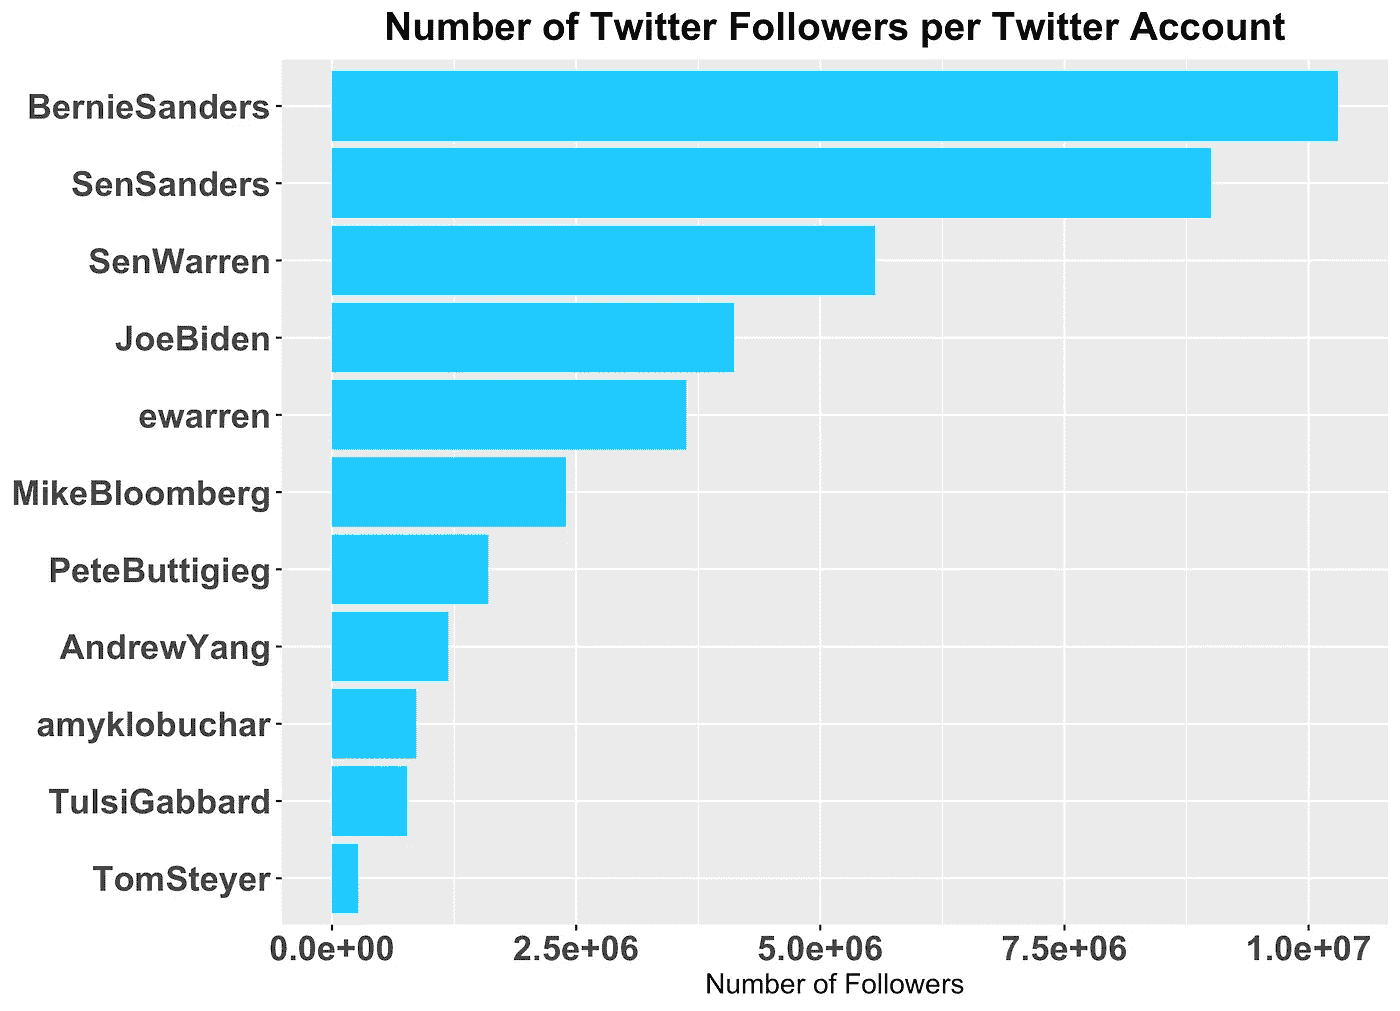 Number of Twitter Followers per Twitter Account
BernieSanders
SenSanders
SenWarren
JoeBiden
ewarren
MikeBloomberg
PeteButtigieg
AndrewYang
amyklobuchar
TulsiGabbard
TomSteyer
0.0e+00 2.5e+06 5.0e+06 7.5e+06 1.0e+07
Number of Followers